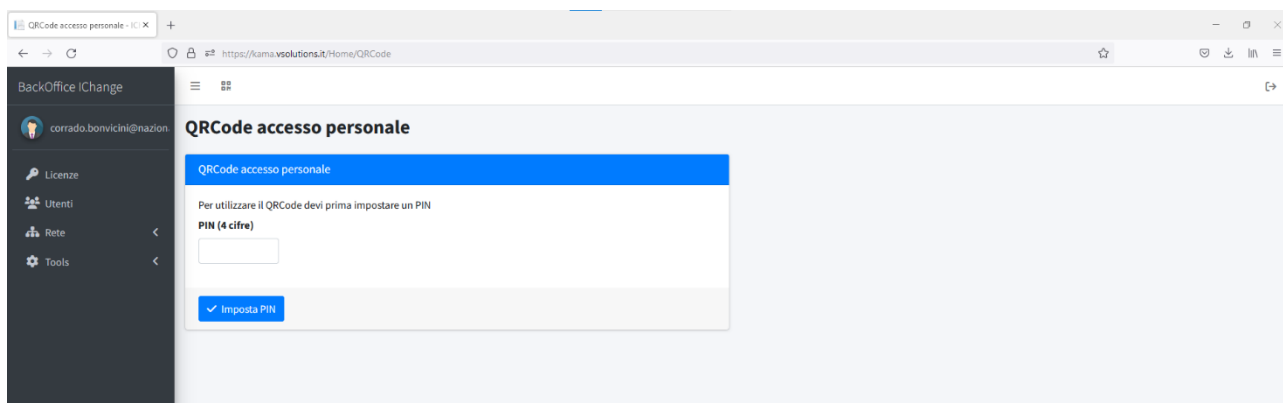 QRCode accesso personale - IC
https://kama.vsolutions.it/Home/QRCode
BackOffice IChange
corrado.bonvicini@nazion.
QRCode accesso personale
Licenze
Utenti
Rete
Tools
QRCode accesso personale
Per utilizzare il QRCode devi prima impostare un PIN
PIN (4 cifre)
Imposta PIN